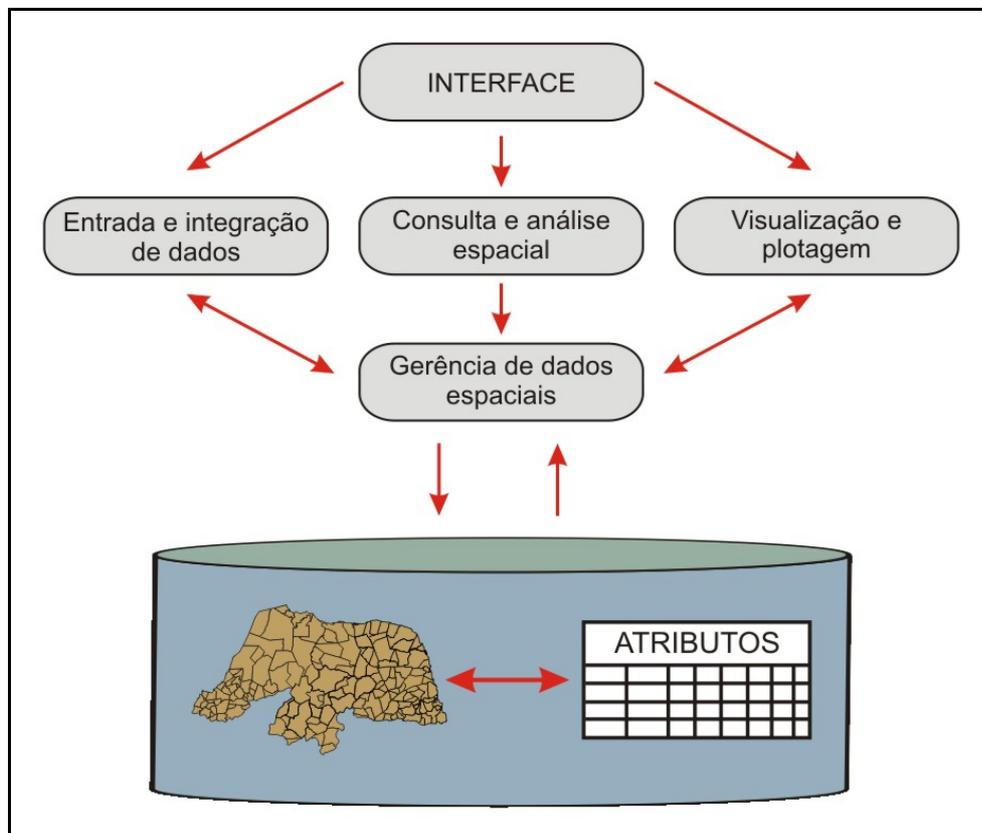 INTERFACE
Entrada e integração
de dados
Consulta e análise
espacial
Visualização e
plotagem
Gerência de dados
espaciais
ATRIBUTOS